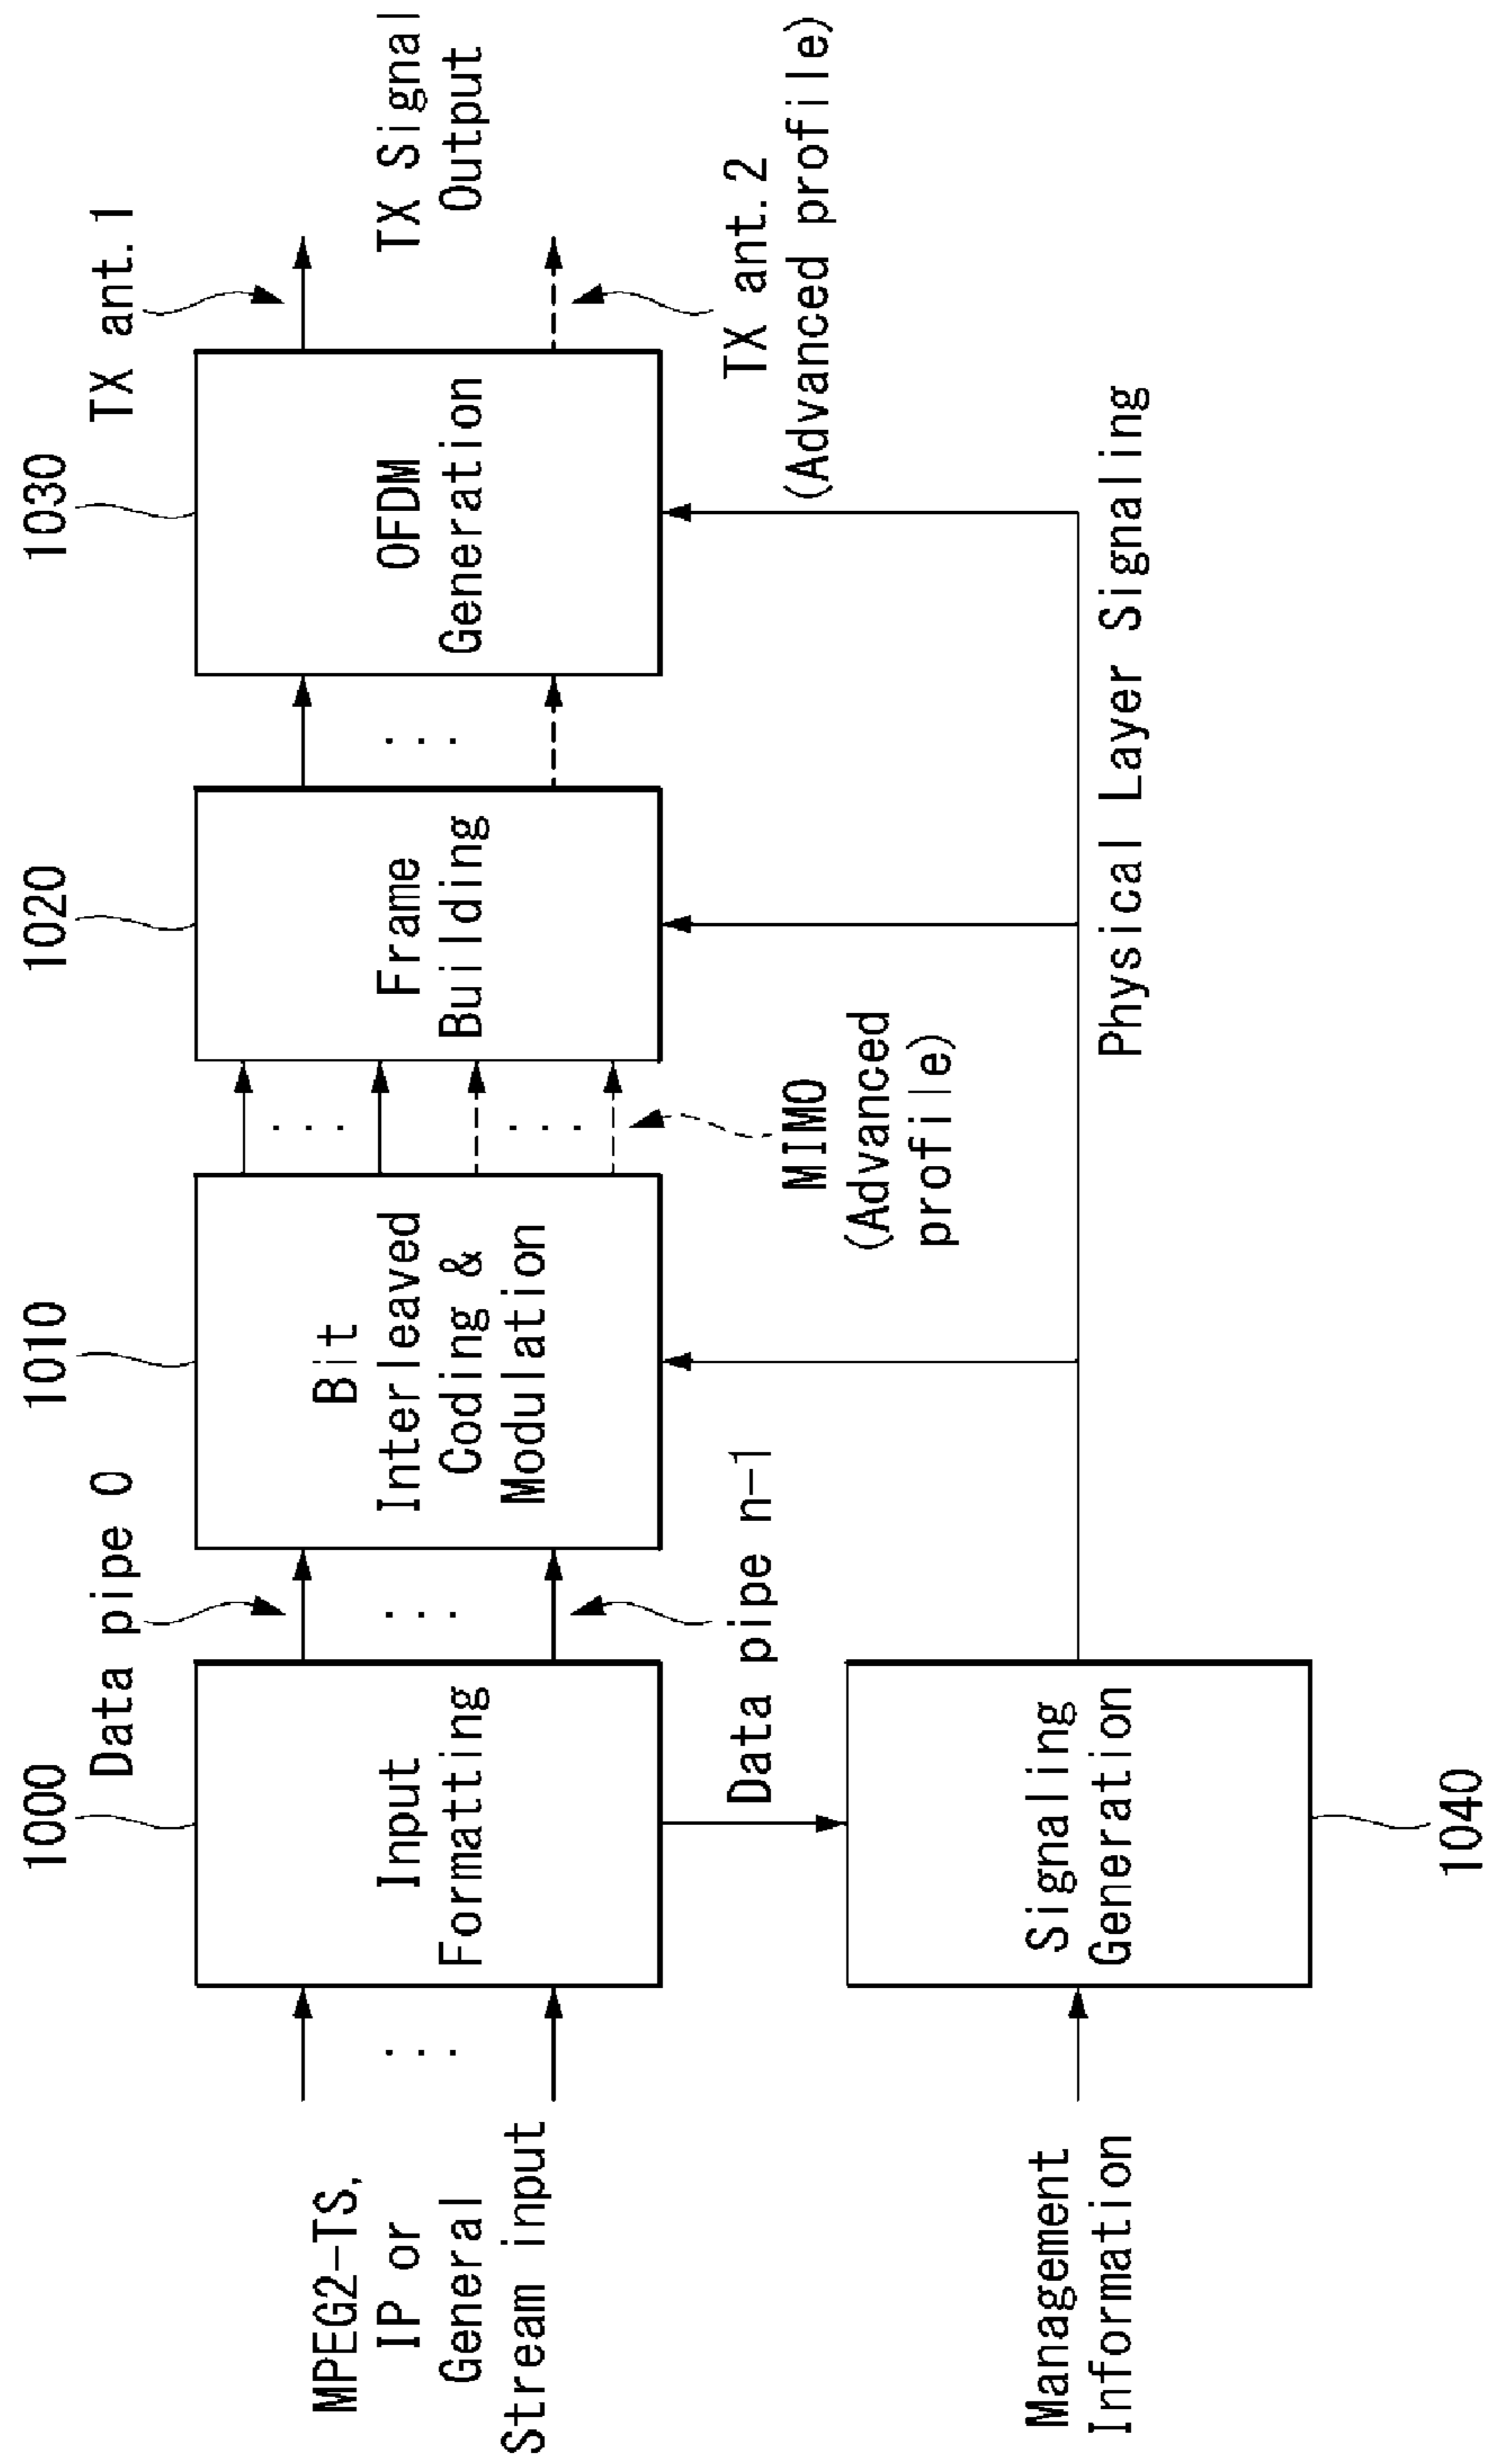 1000
1010
1020
1030
Data pipe 0
TX ant.1
MPEG2-TS,
IP or
General
Stream input
Input
Formatting
Bit
Interleaved
Coding &
Modulation
Frame
Building
OFDM
Generation
TX Signal
Output
Data pipe n-1
MIMO
(Advanced
profile)
TX ant.2
(Advanced profile)
Management
Information
Signaling
Generation
Physical Layer Signaling
1040